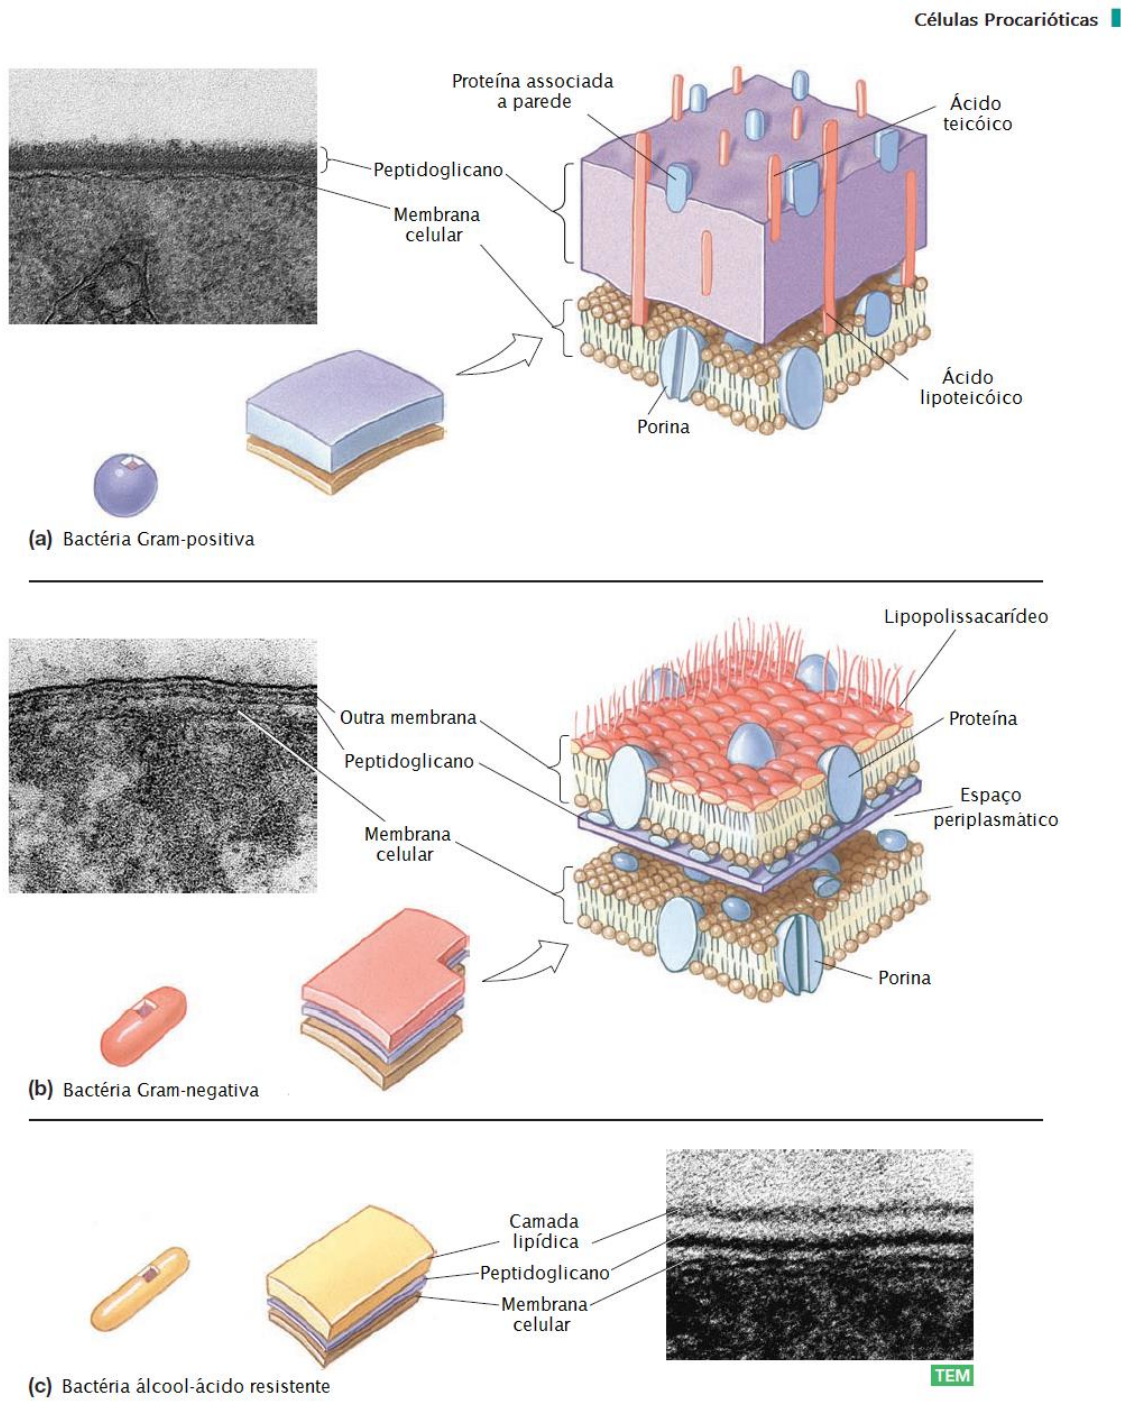 Células Procarióticas
Proteína associada
a parede
Ácido
teicóico
Peptidoglicano
Membrana
celular
Ácido
lipoteicóico
Porina
(a) Bactéria Gram-positiva
Lipopolissacarídeo
Outra membrana
Proteína
Peptidoglicano
Espaço
periplasmàtico
Membrana
celular
Porina
(b) Bactéria Gram-negativa
Camada
lipídica
Peptidoglicano
Membrana
celular
TEM
(c) Bactéria álcool-ácido resistente